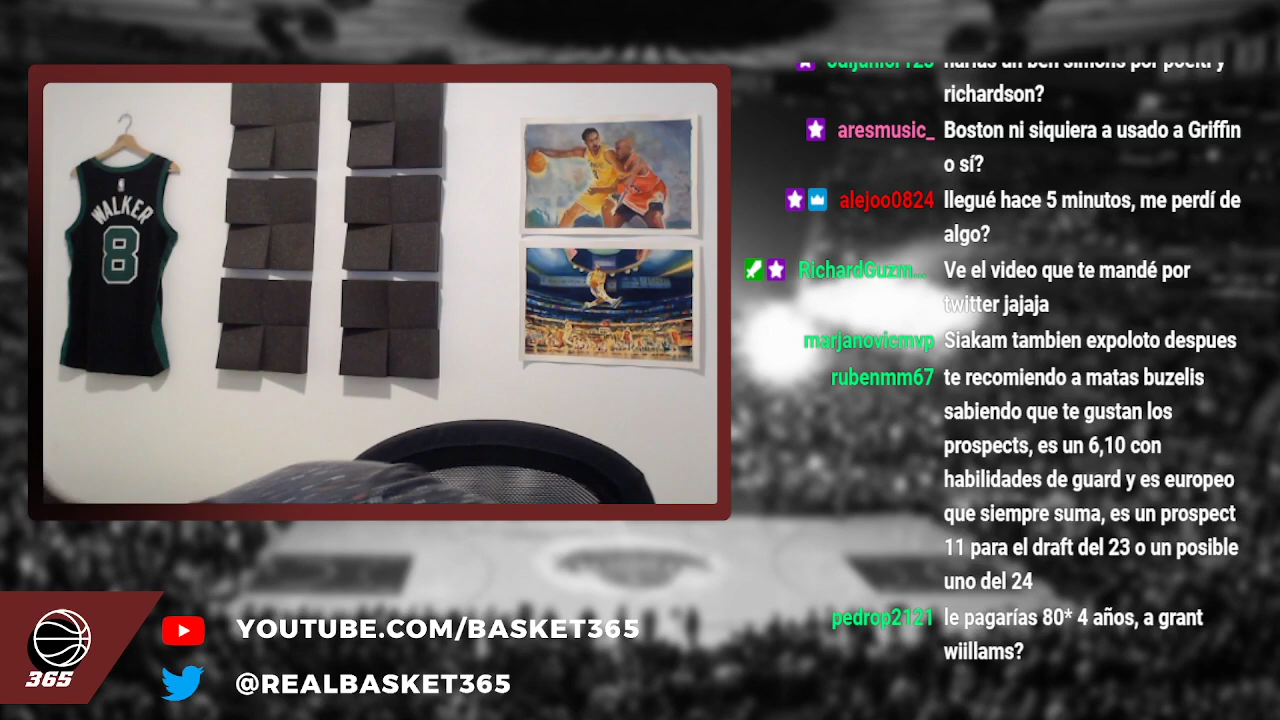 WALKER
8
harías un ben simons por poeltl y
richardson?
aresmusic_ Boston ni siquiera a usado a Griffin
o sí?
alejoo0824 llegué hace 5 minutos, me perdí de
algo?
RichardGuzm... Ve el video que te mandé por
twitter jajaja
marjanovicmvp Siakam tambien expoloto despues
rubenmm67 te recomiendo a matas buzelis
sabiendo que te gustan los
prospects, es un 6,10 con
habilidades de guard y es europeo
que siempre suma, es un prospect
11 para el draft del 23 o un posible
uno del 24
pedrop2121 le pagarías 80* 4 años, a grant
wiillams?
365
YOUTUBE.COM/BASKET365
@REALBASKET365